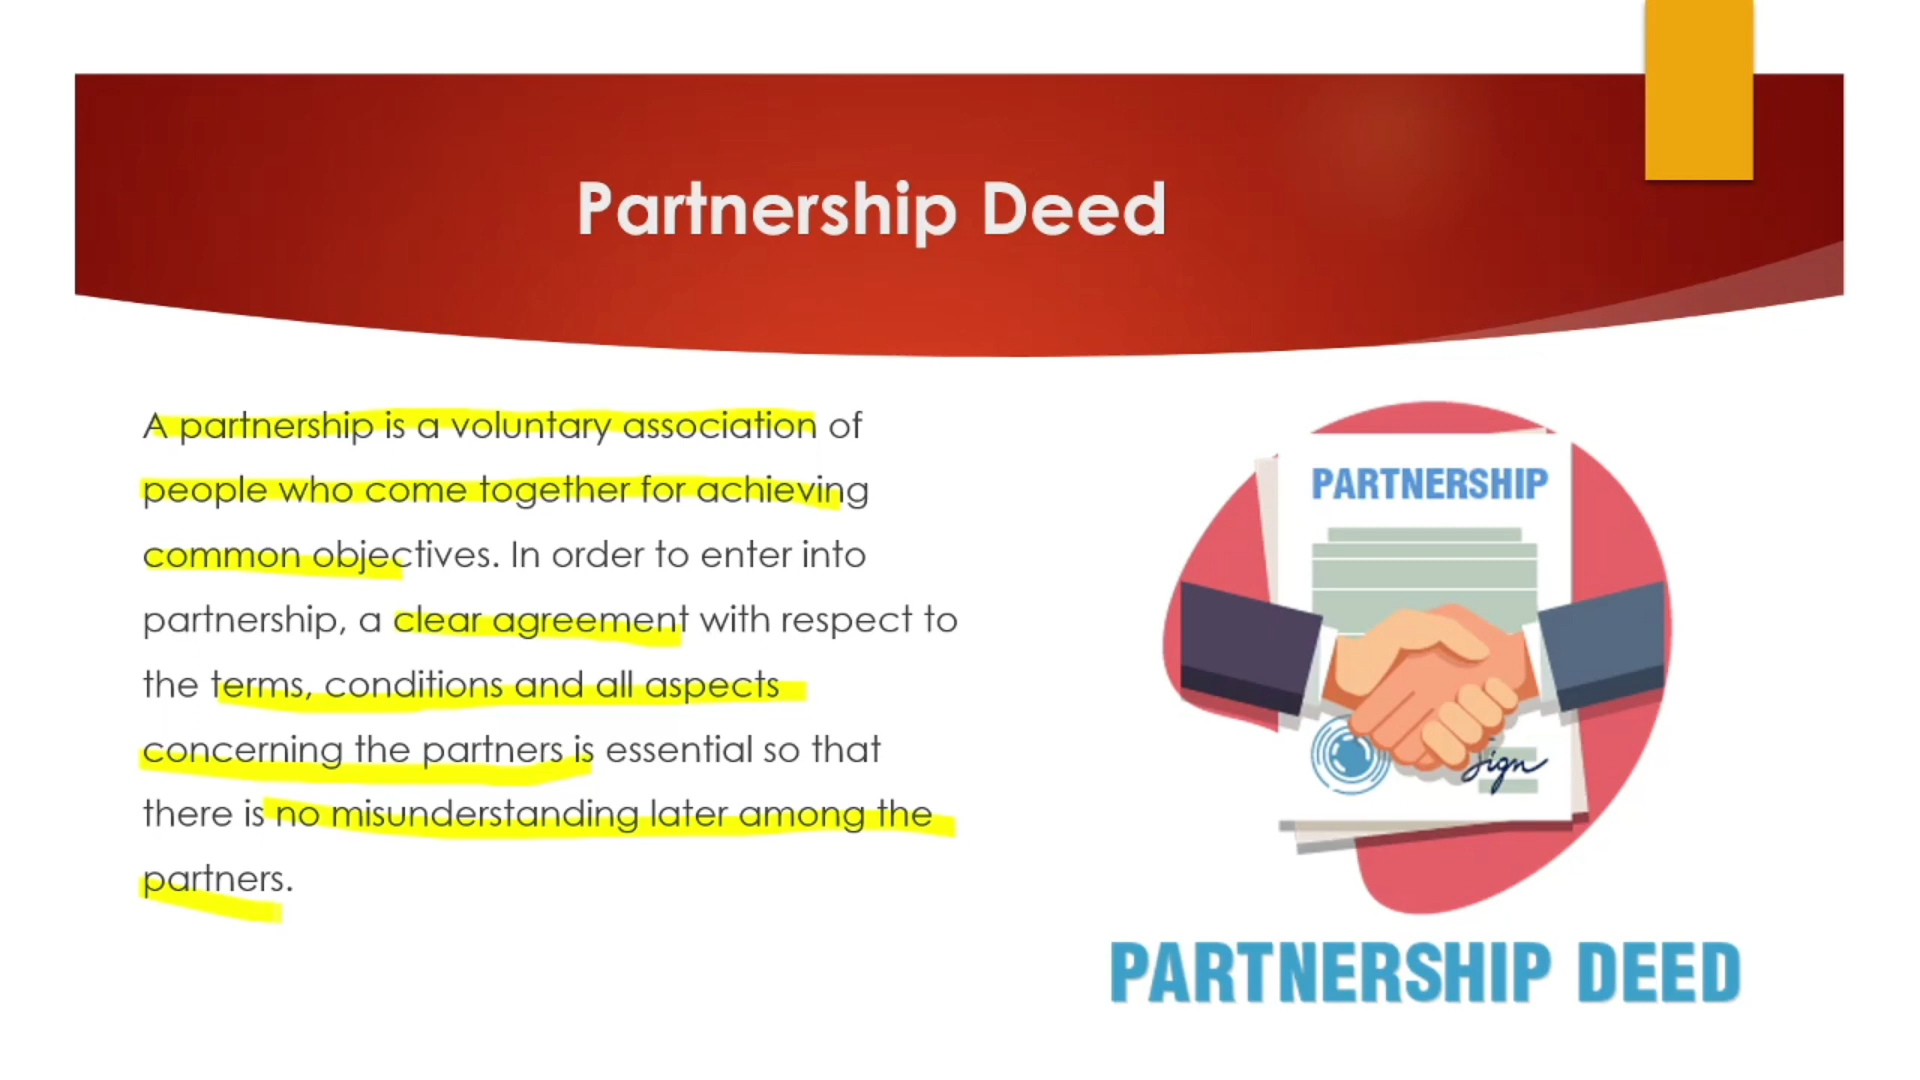 Partnership Deed
A partnership is a voluntary association of
people who come together for achieving
common objectives. In order to enter into
partnership, a clear agreement with respect to
the terms, conditions and all aspects
concerning the partners is essential so that
there is no misunderstanding later among the
partners.
PARTNERSHIP
Sign
PARTNERSHIP DEED